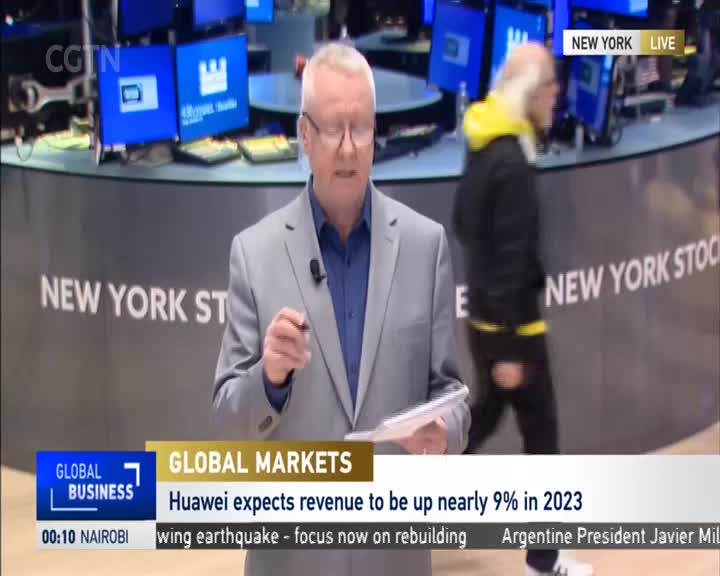 CGTN
NEW YORK LIVE
NEW YORK ST
NEW YORK STOC
GLOBAL MARKETS
GLOBAL
BUSINESS
Huawei expects revenue to be up nearly 9% in 2023
00:10 NAIROBI
wing earthquake - focus now on rebuilding Argentine President Javier Mil